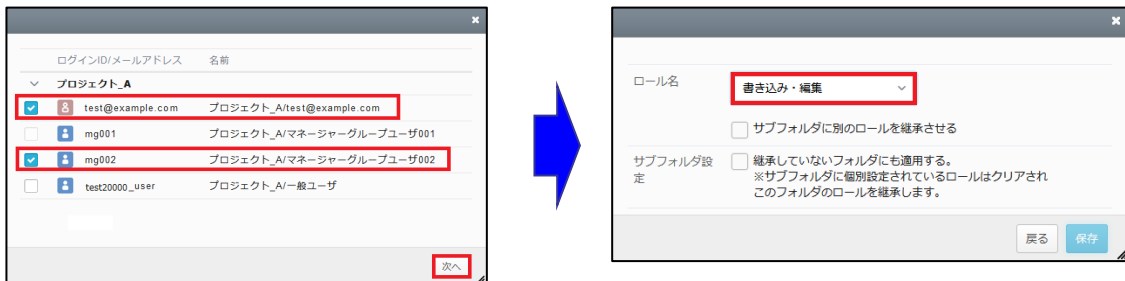 ×
ログインID/メールアドレス 名前
プロジェクト_A
test@example.com プロジェクト_A/test@example.com
mg001 プロジェクト_A/マネージャーグループユーザ001
mg002 プロジェクト_A/マネージャーグループユーザ002
test20000_user プロジェクト_A/一般ユーザ
次へ
×
ロール名 書き込み・編集
サブフォルダに別のロールを継承させる
サブフォルダ設定 継承していないフォルダにも適用する。
※サブフォルダに個別設定されているロールはクリアされ
このフォルダのロールを継承します。
戻る 保存